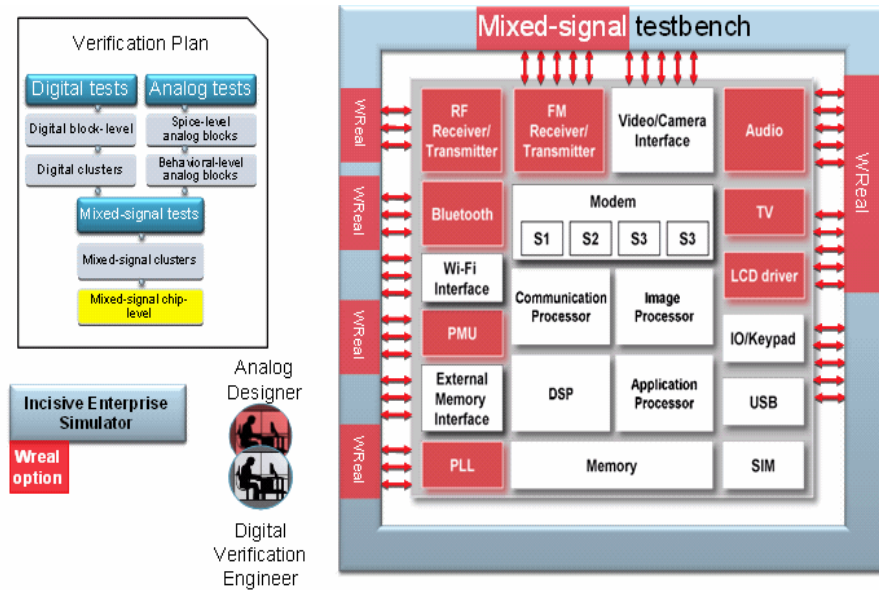 Verification Plan
Digital tests
Analog tests
Digital block-level
Spice-level
analog blocks
Digital clusters
Behavioral-level
analog blocks
Mixed-signal tests
Mixed-signal clusters
Mixed-signal chip-
level
Incisive Enterprise
Simulator
Wreal
option
Analog
Designer
Digital
Verification
Engineer
Mixed-signal testbench
WReal
WReal
WReal
WReal
WReal
RF
Receiver/
Transmitter
FM
Receiver/
Transmitter
Video/Camera
Interface
Audio
Bluetooth
Modem
S1
S2
S3
S3
TV
Wi-Fi
Interface
Communication
Processor
Image
Processor
LCD driver
PMU
IO/Keypad
External
Memory
Interface
DSP
Application
Processor
USB
PLL
Memory
SIM